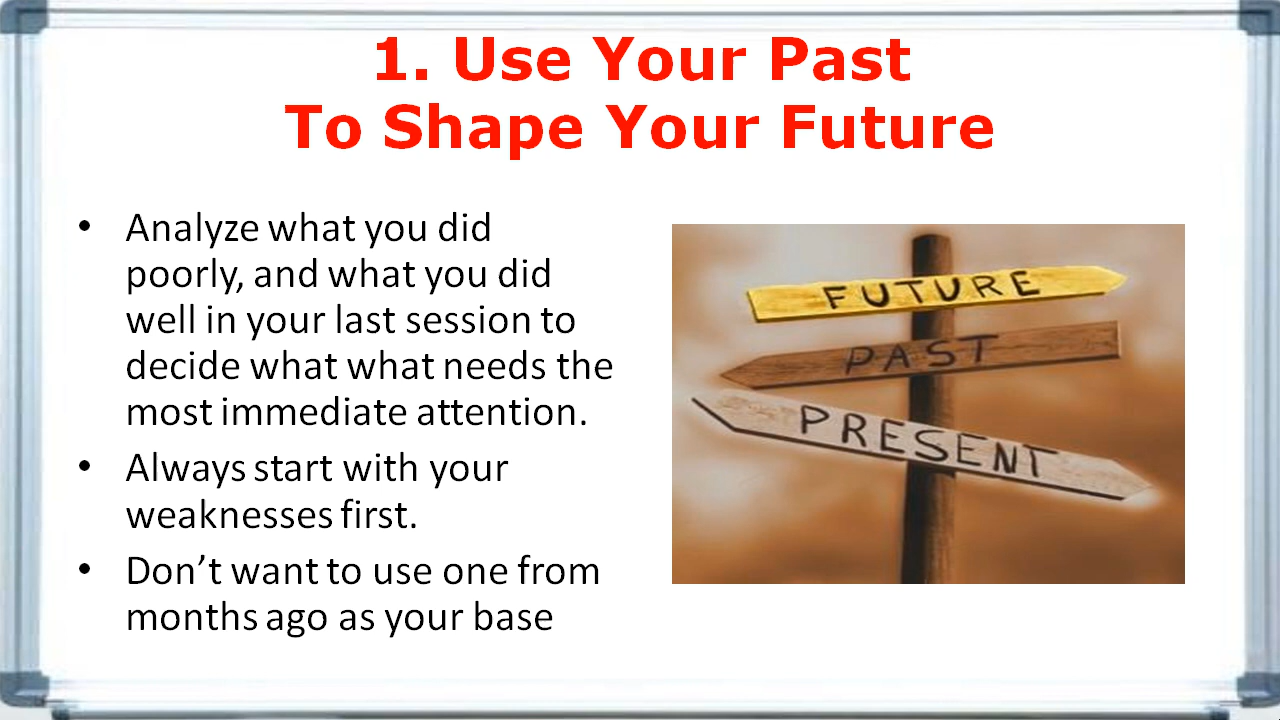 1. Use Your Past
To Shape Your Future
• Analyze what you did
poorly, and what you did
well in your last session to
decide what what needs the
most immediate attention.
• Always start with your
weaknesses first.
• Don’t want to use one from
months ago as your base
FUTURE
PAST
PRESENT